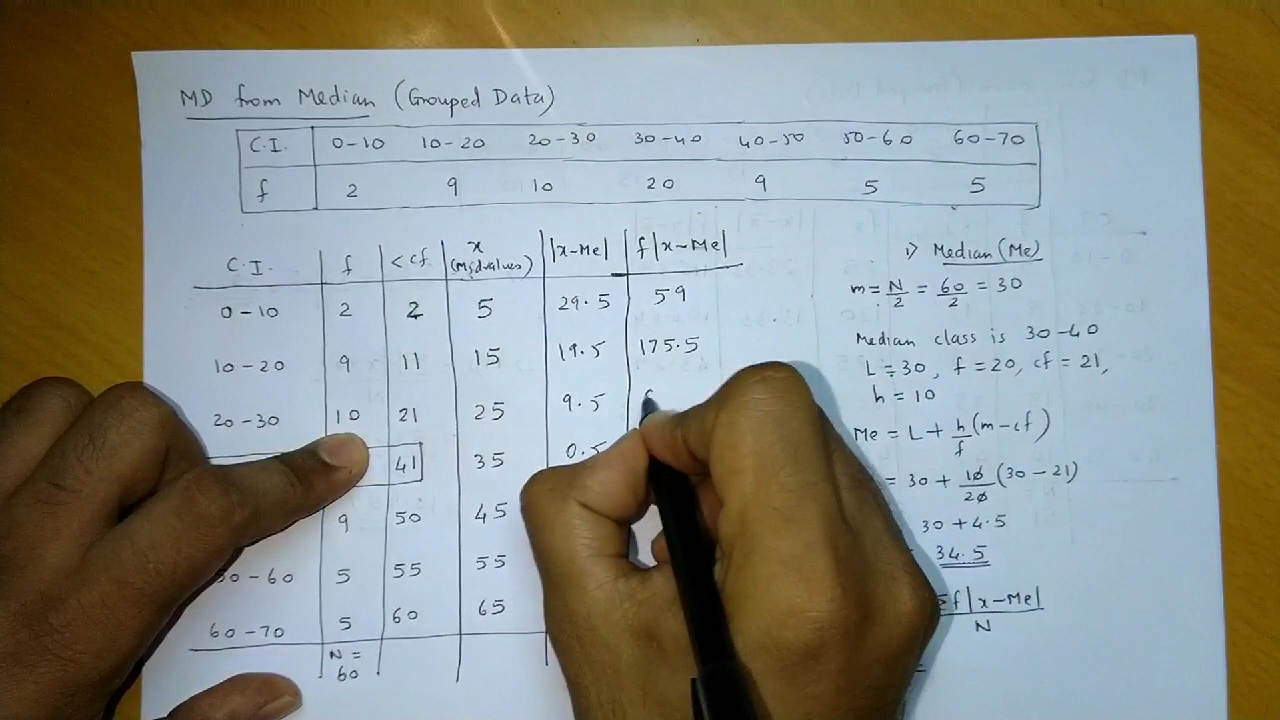 MD from Median (Grouped Data)
C.I. 0-10 10-20 20-30 30-40 40-50 50-60 60-70
f 2 9 10 20 9 5 5
C.I. f <cf x (Midvalues) |x-Me| f|x-Me|
0-10 2 2 5 29.5 59
10-20 9 11 15 19.5 175.5
20-30 10 21 25 9.5
41 35 0.5
9 50 45
0-60 5 55 55
60-70 5 60 65
N =
60
1) Median (Me)
m = N/2 = 60/2 = 30
Median class is 30-40
L = 30, f = 20, cf = 21,
h = 10
Me = L + h/f (m-cf)
= 30 + 10/20 (30-21)
30 + 4.5
34.5
f|x-Me|
N
=